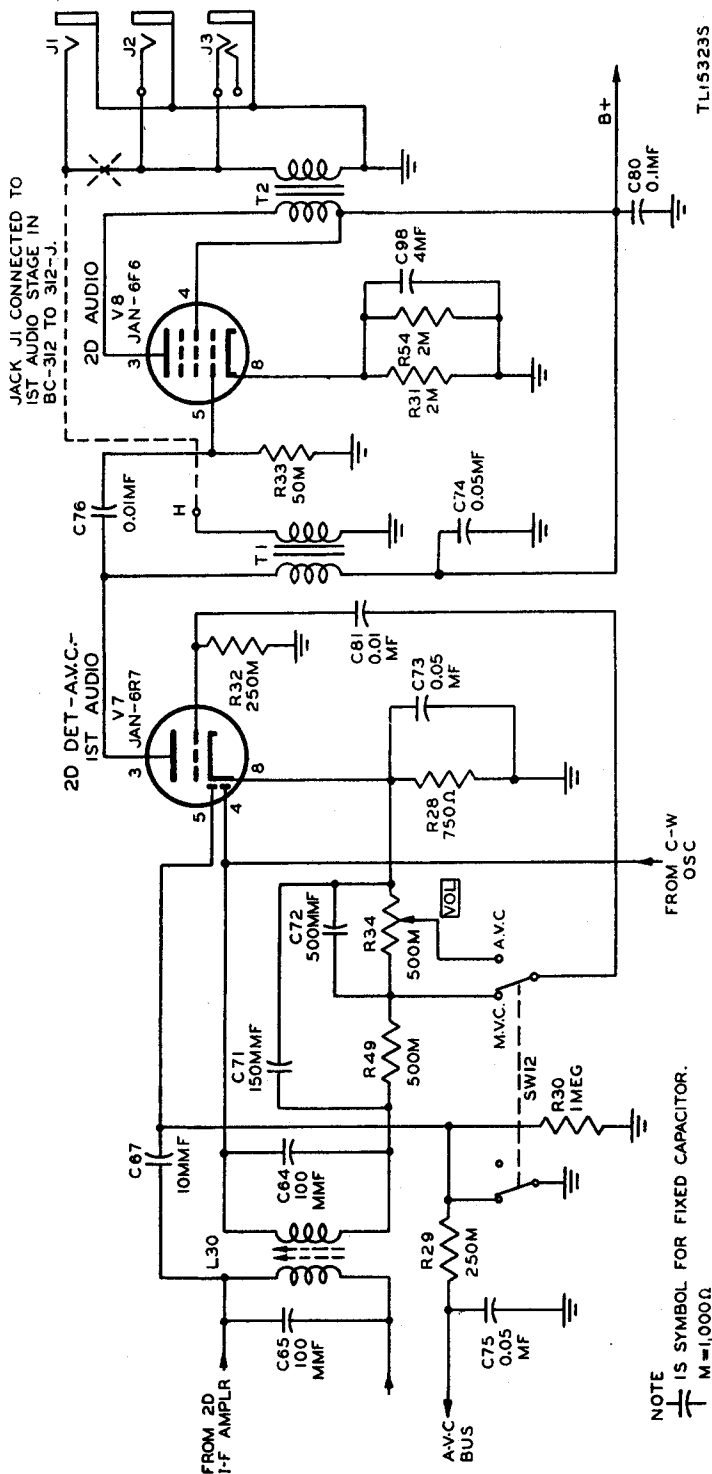 JACK J1 CONNECTED TO
1ST AUDIO STAGE IN
BC-312 TO 312-J.
J1
J2
J3
2D AUDIO
V8
JAN-6F6
3
4
5
8
T2
C76
0.01MF
H
R33
50M
T1
C74
0.05MF
R31
2M
R54
2M
C98
4MF
B+
C80
0.1MF
TL15323S
2D DET-A.V.C.-
1ST AUDIO
V7
JAN-6R7
3
5
4
8
R32
250M
C81
0.01
MF
C73
0.05
MF
R28
750Ω
FROM C-W
OSC
C67
10MMF
L30
C71
150MMF
C72
500MMF
R34
500M
VOL
R49
500M
A.V.C
M.V.C.
SW12
FROM 2D
I-F AMPLR
C65
100
MMF
C64
100
MMF
R29
250M
R30
1MEG
C75
0.05
MF
A-V-C
BUS
NOTE
IS SYMBOL FOR FIXED CAPACITOR.
M=1,000Ω